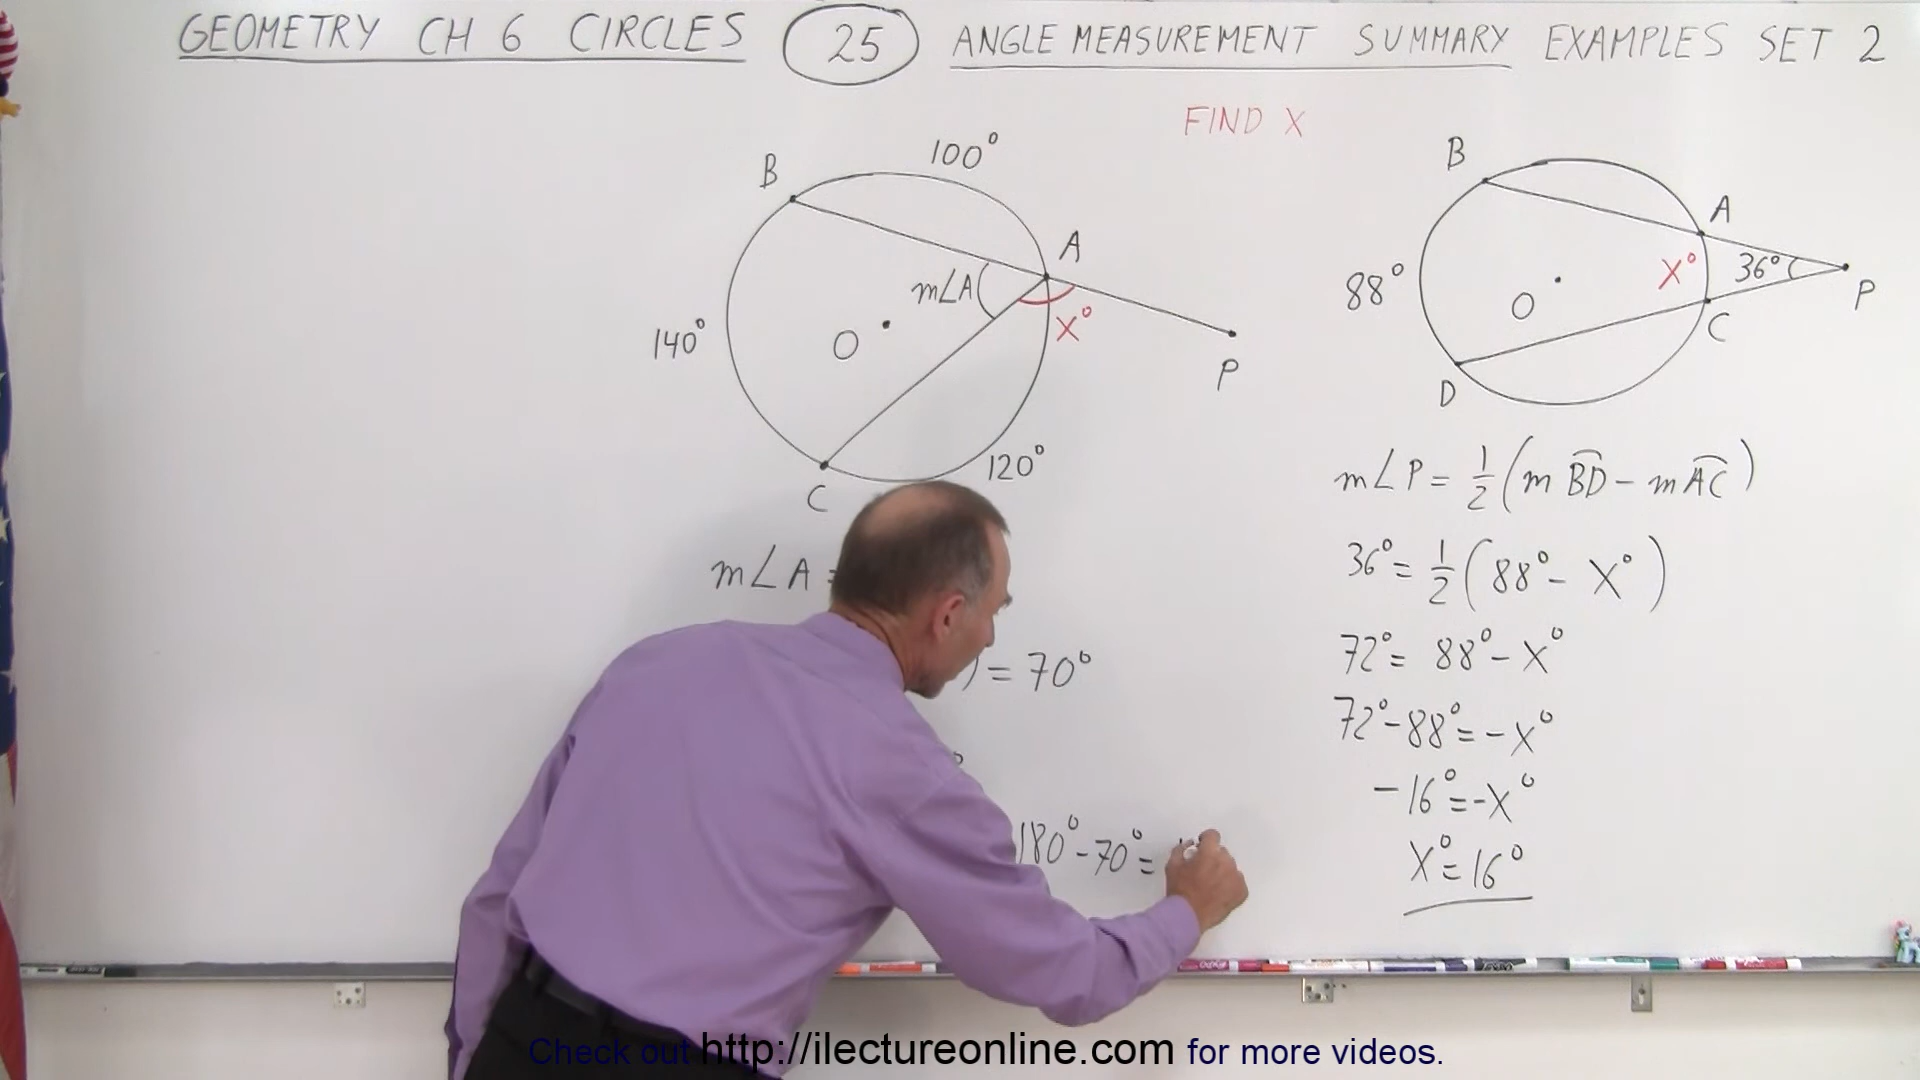 GEOMETRY CH 6 CIRCLES 25 ANGLE MEASUREMENT SUMMARY EXAMPLES SET 2
FIND X
B
100°
A
m∠A
X°
140°
O
P
120°
C
m∠A =
) = 70°
180° - 70° =
B
A
88°
X°
36°
O
P
C
D
m∠P = 1/2 (m BD - m AC)
36° = 1/2 (88° - X°)
72° = 88° - X°
72° - 88° = -X°
-16° = -X°
X° = 16°
Check out http://ilectureonline.com for more videos.